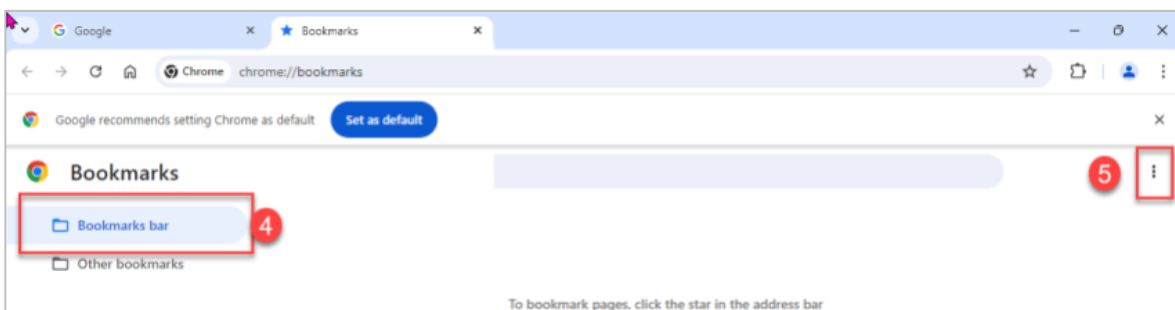 Google
Bookmarks
Chrome chrome://bookmarks
Google recommends setting Chrome as default Set as default
Bookmarks
5
Bookmarks bar 4
Other bookmarks
To bookmark pages, click the star in the address bar